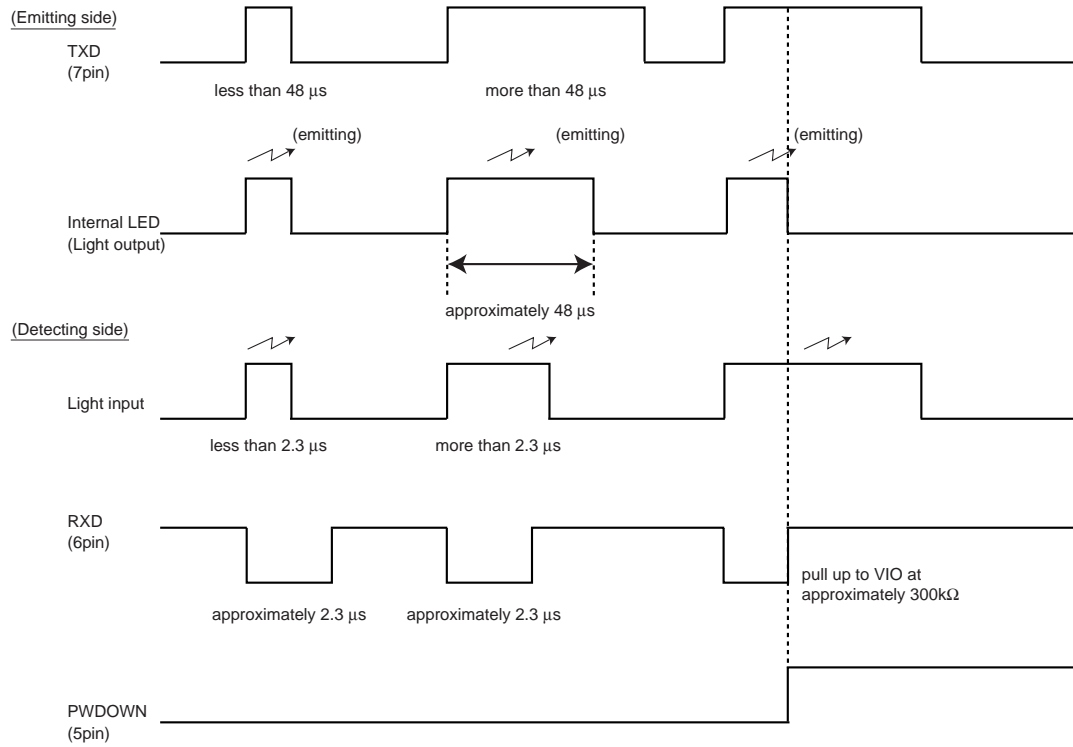 (Emitting side)
TXD
(7pin)
less than 48 μs
more than 48 μs
(emitting)
(emitting)
(emitting)
Internal LED
(Light output)
approximately 48 μs
(Detecting side)
Light input
less than 2.3 μs
more than 2.3 μs
RXD
(6pin)
approximately 2.3 μs
approximately 2.3 μs
pull up to VIO at
approximately 300kΩ
PWDOWN
(5pin)